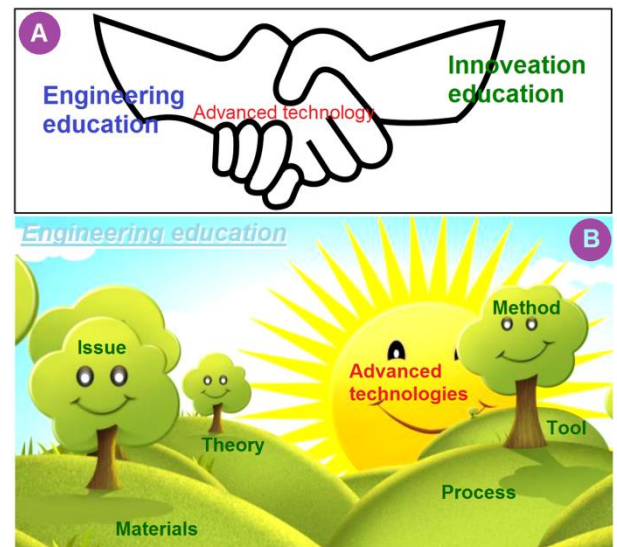 A
Engineering
education
Advanced technology
Innoveation
education
Engineering education
B
Issue
Method
Advanced
technologies
Theory
Tool
Process
Materials